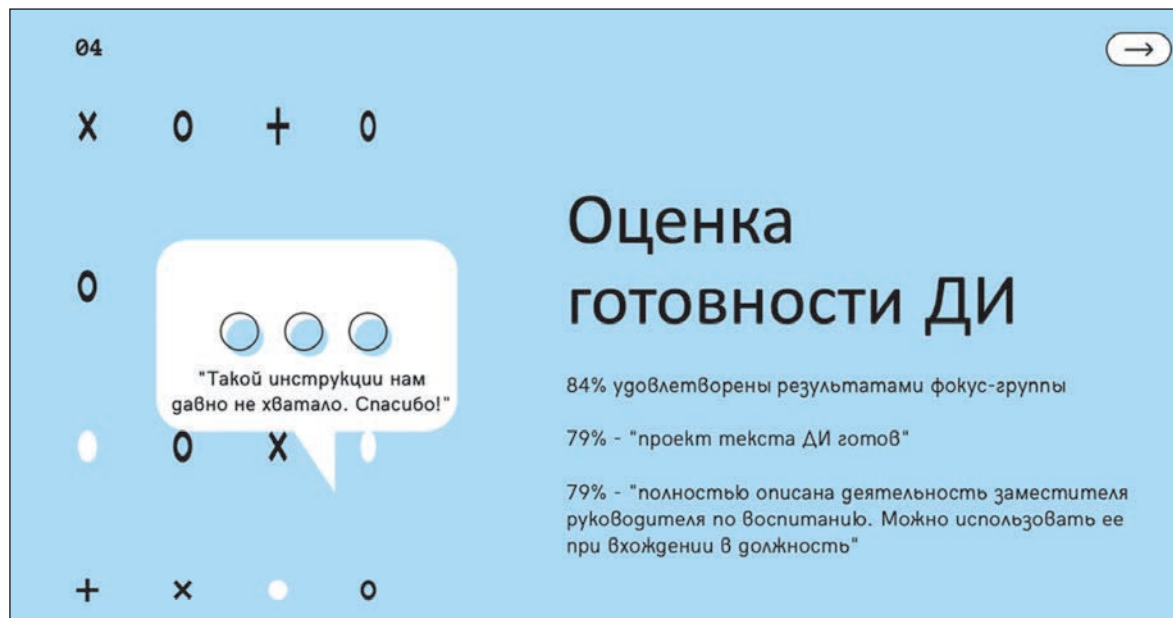 04
"Такой инструкции нам
давно не хватало. Спасибо!"
Оценка
готовности ДИ
84% удовлетворены результатами фокус-группы
79% - "проект текста ДИ готов"
79% - "полностью описана деятельность заместителя
руководителя по воспитанию. Можно использовать ее
при вхождении в должность"